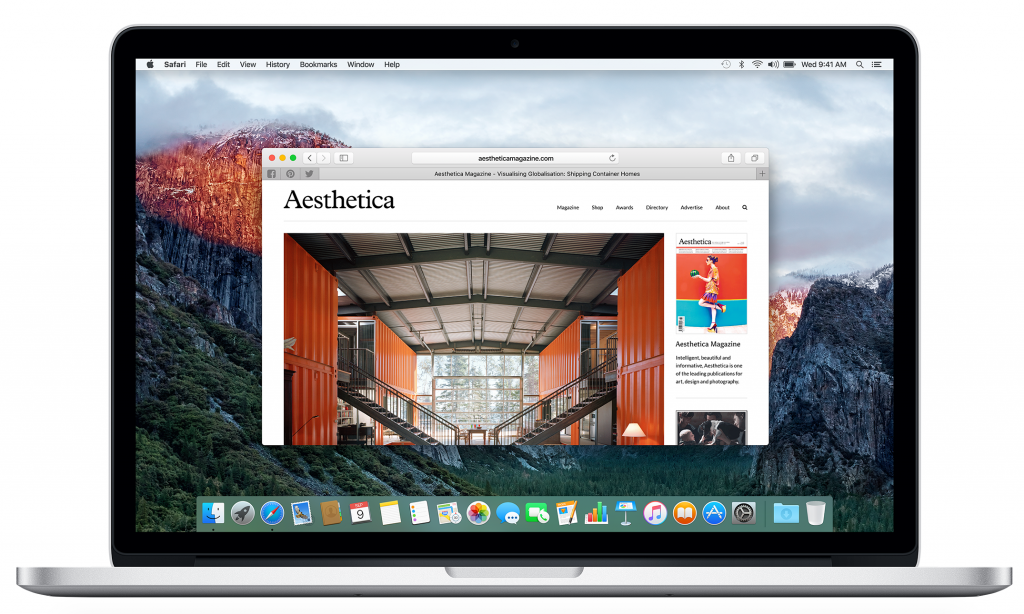 Safari File Edit View History Bookmarks Window Help
Wed 9:41 AM
aestheticamagazine.com
Aesthetica Magazine - Visualising Globalisation: Shipping Container Homes
Aesthetica
Magazine Shop Awards Directory Advertise About
Aesthetica
Aesthetica Magazine
Intelligent, beautiful and
informative, Aesthetica is one
of the leading publications for
art, design and photography.
SEP
9